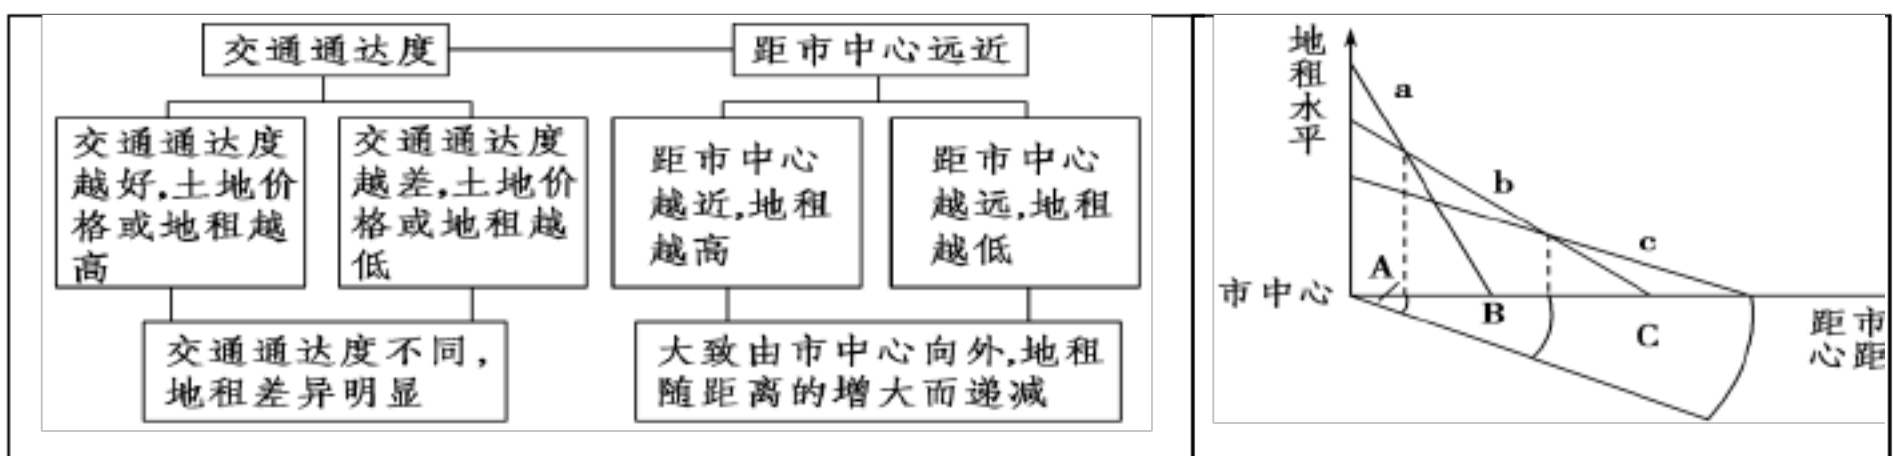 交通通达度
距市中心远近
交通通达度
越好,土地价
格或地租越
高
交通通达度
越差,土地价
格或地租越
低
距市中心
越近,地租
越高
距市中心
越远,地租
越低
交通通达度不同,
地租差异明显
大致由市中心向外,地租
随距离的增大而递减
地
租
水
平
a
b
c
市中心
A
B
C
距市
心距